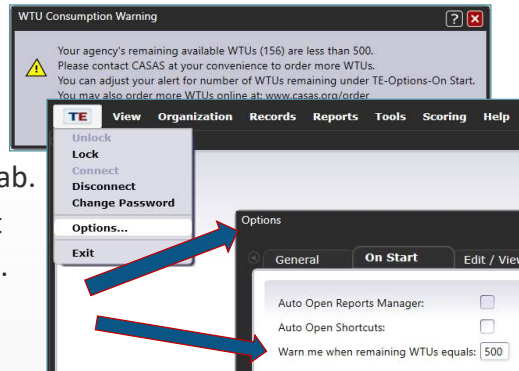 WTU Consumption Warning
Your agency's remaining available WTUs (156) are less than 500.
Please contact CASAS at your convenience to order more WTUs.
You can adjust your alert for number of WTUs remaining under TE-Options-On Start.
You may also order more WTUs online at: www.casas.org/order
TE View Organization Records Reports Tools Scoring Help
Unlock
Lock
Connect
Disconnect
Change Password
Options...
Exit
ab.
t
.
Options
General On Start Edit / View
Auto Open Reports Manager:
Auto Open Shortcuts:
Warn me when remaining WTUs equals: 500